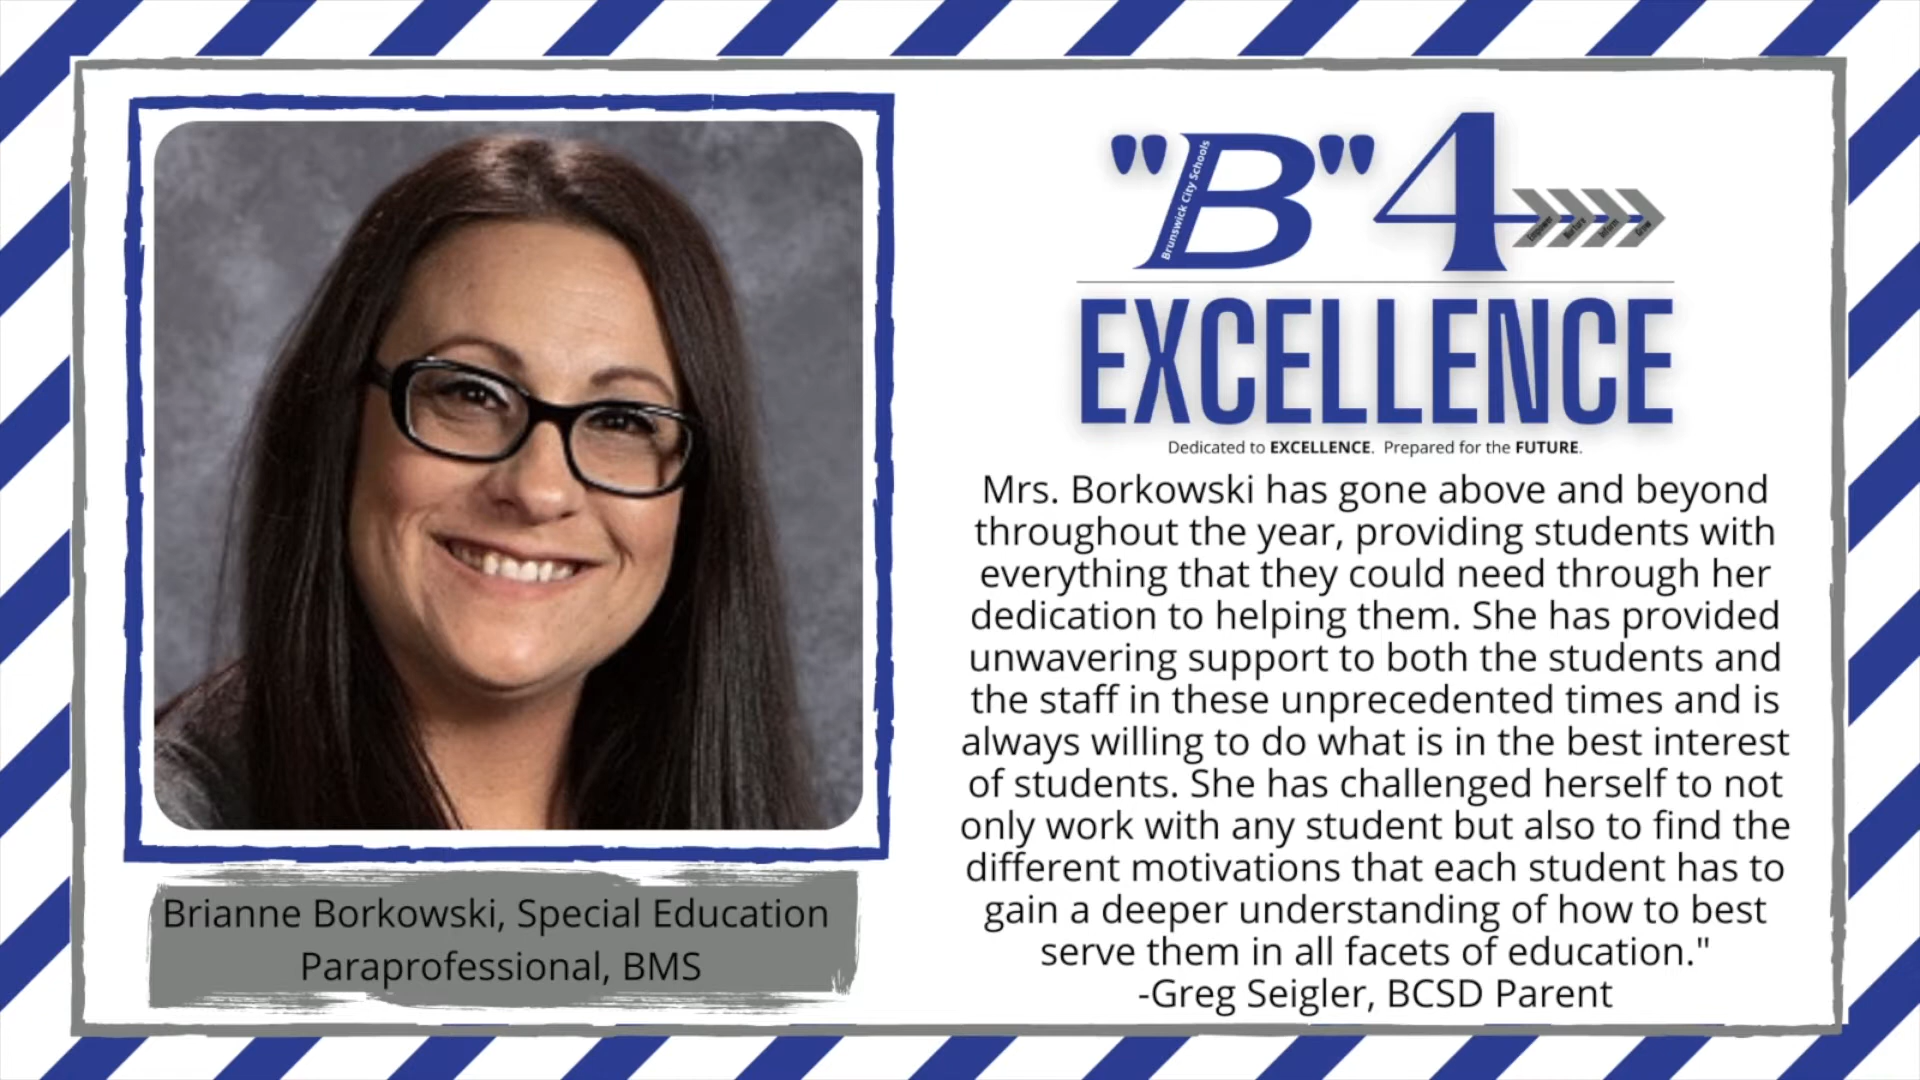 "B" 4
Brunswick City Schools
Empower
Nurture
Inform
Grow
EXCELLENCE
Dedicated to EXCELLENCE. Prepared for the FUTURE.
Mrs. Borkowski has gone above and beyond
throughout the year, providing students with
everything that they could need through her
dedication to helping them. She has provided
unwavering support to both the students and
the staff in these unprecedented times and is
always willing to do what is in the best interest
of students. She has challenged herself to not
only work with any student but also to find the
different motivations that each student has to
gain a deeper understanding of how to best
serve them in all facets of education."
-Greg Seigler, BCSD Parent
Brianne Borkowski, Special Education
Paraprofessional, BMS